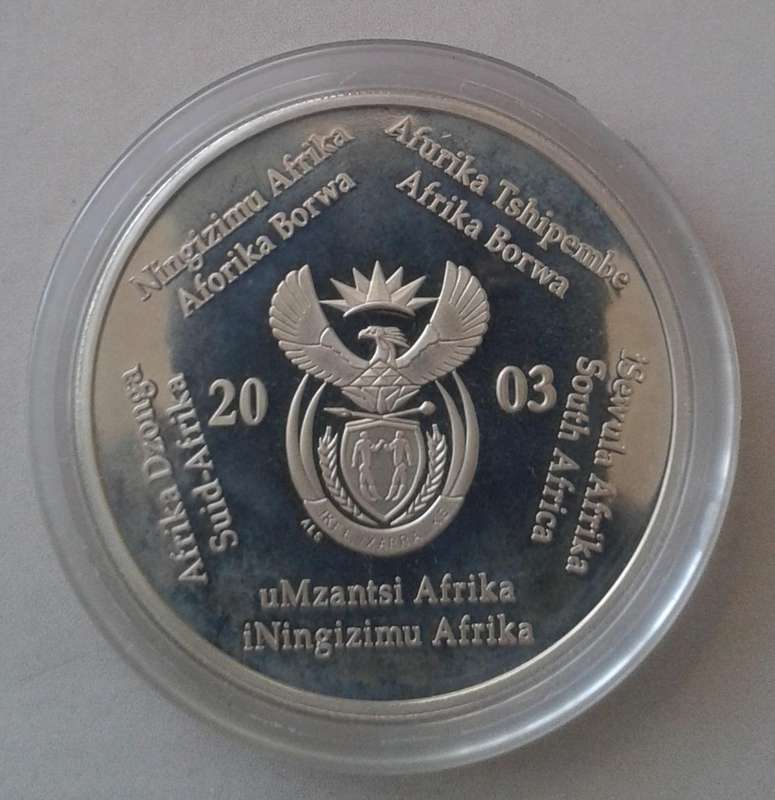 Ningizimu Afrika
Aforika Borwa
Afurika Tshipembe
Afrika Borwa
iSewula Afrika
South Africa
uMzantsi Afrika
iNingizimu Afrika
Afrika Dzonga
Suid-Afrika
20 03
ALS